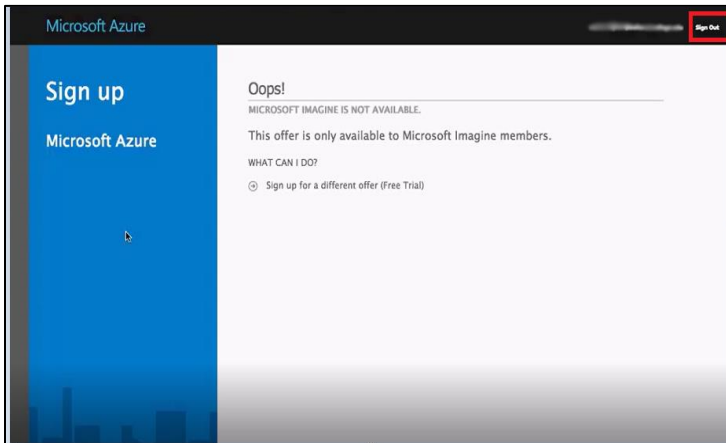 Microsoft Azure
Sign Out
Sign up
Microsoft Azure
Oops!
MICROSOFT IMAGINE IS NOT AVAILABLE.
This offer is only available to Microsoft Imagine members.
WHAT CAN I DO?
Sign up for a different offer (Free Trial)